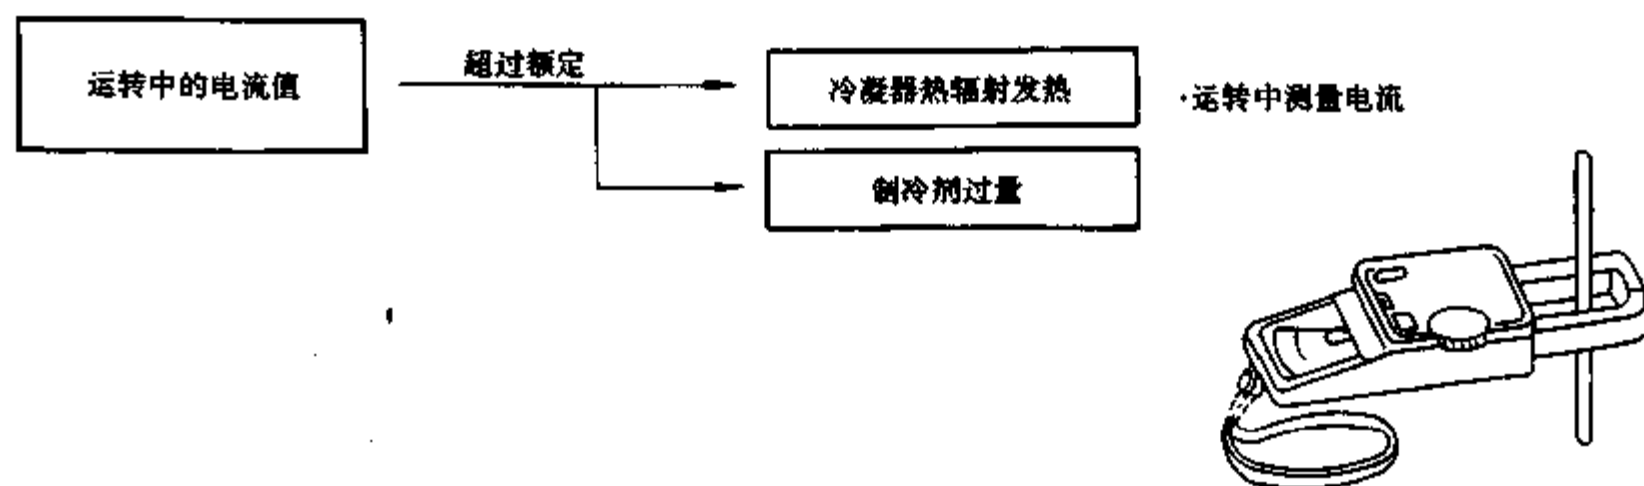 运转中的电流值
超过额定
冷凝器热辐射发热
·运转中测量电流
制冷剂过量